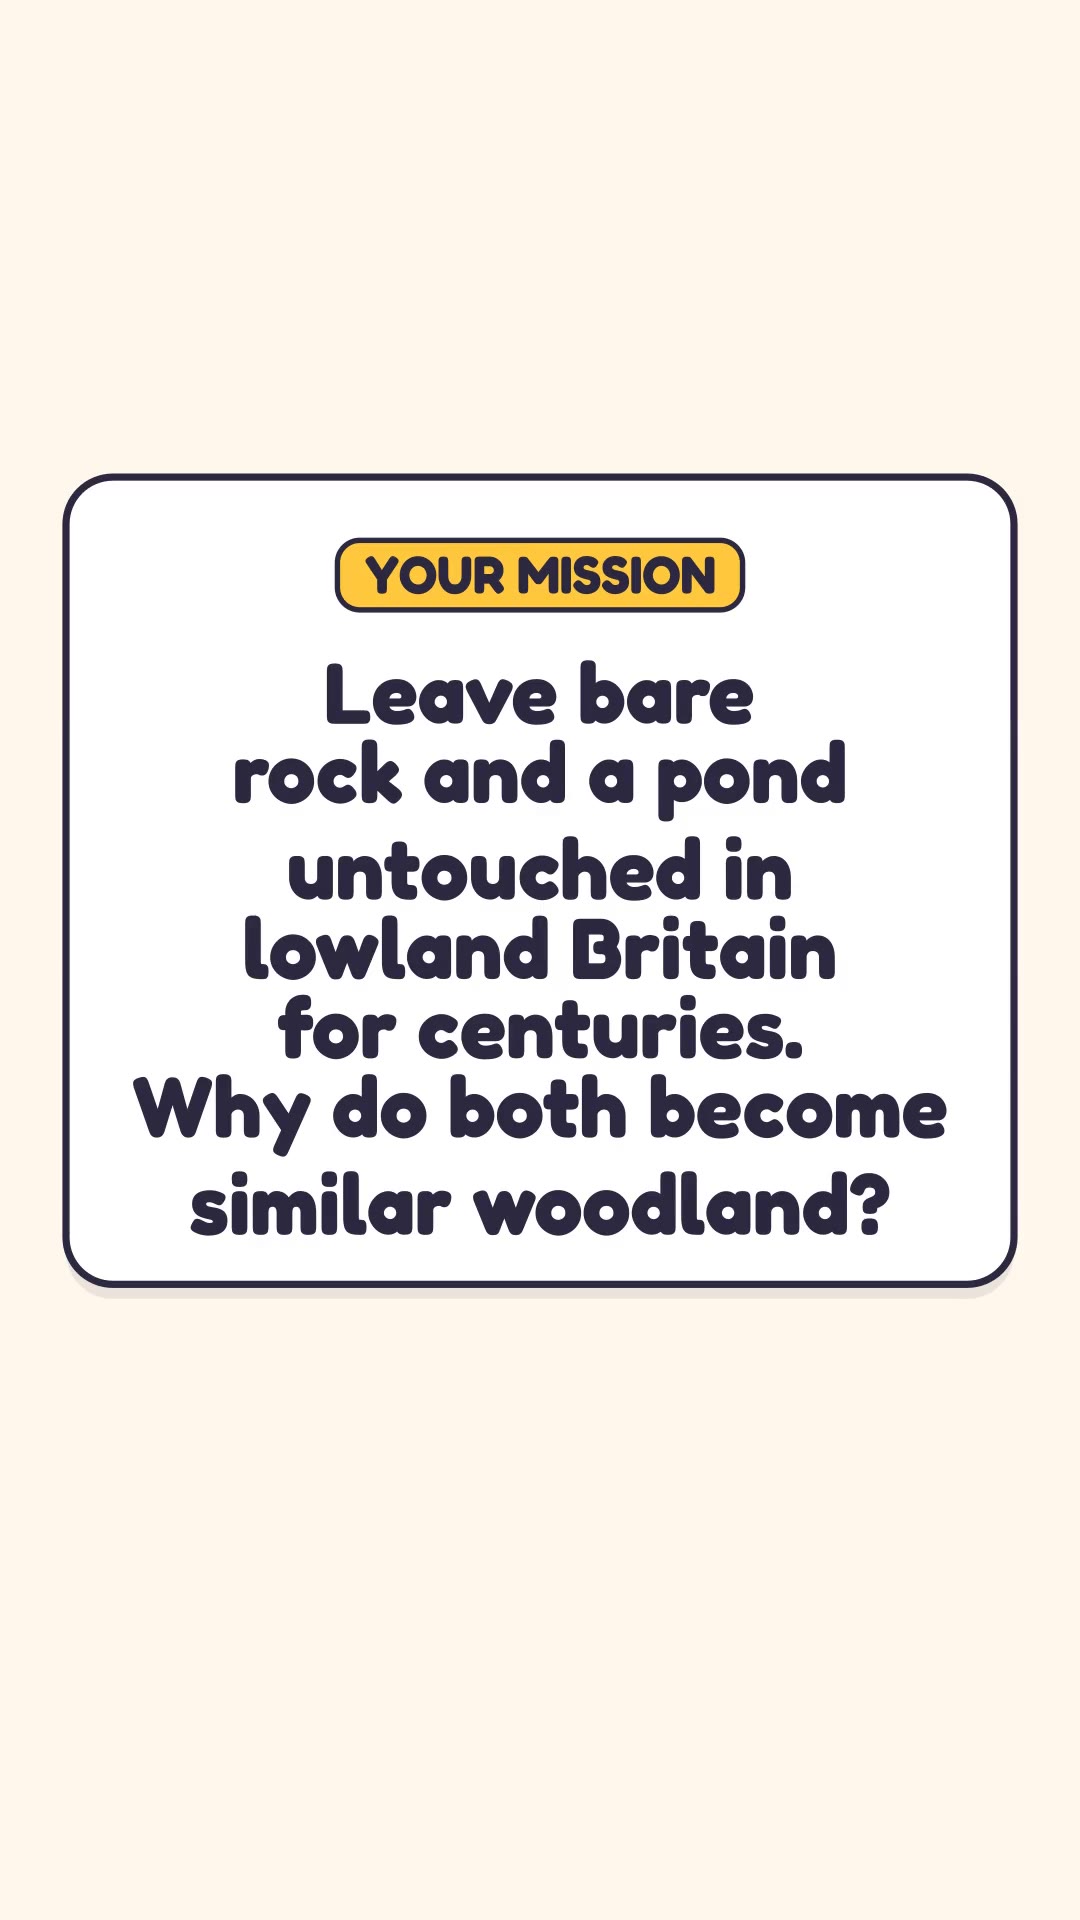 YOUR MISSION
Leave bare
rock and a pond
untouched in
lowland Britain
for centuries.
Why do both become
similar woodland?